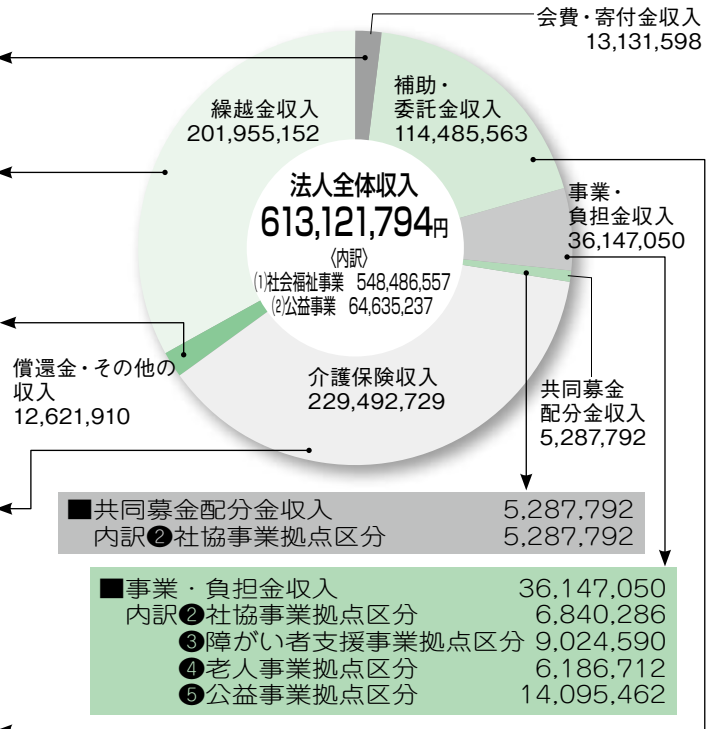 会費・寄付金収入
13,131,598
補助・
委託金収入
114,485,563
繰越金収入
201,955,152
法人全体収入
613,121,794円
〈内訳〉
⑴社会福祉事業 548,486,557
⑵公益事業 64,635,237
事業・
負担金収入
36,147,050
償還金・その他の
収入
12,621,910
介護保険収入
229,492,729
共同募金
配分金収入
5,287,792
■共同募金配分金収入 5,287,792
内訳❷社協事業拠点区分 5,287,792
■事業・負担金収入 36,147,050
内訳❷社協事業拠点区分 6,840,286
❸障がい者支援事業拠点区分 9,024,590
❹老人事業拠点区分 6,186,712
❺公益事業拠点区分 14,095,462